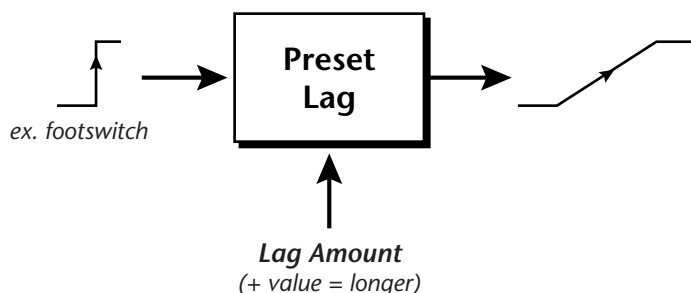 Preset
Lag
ex. footswitch
Lag Amount
(+ value = longer)